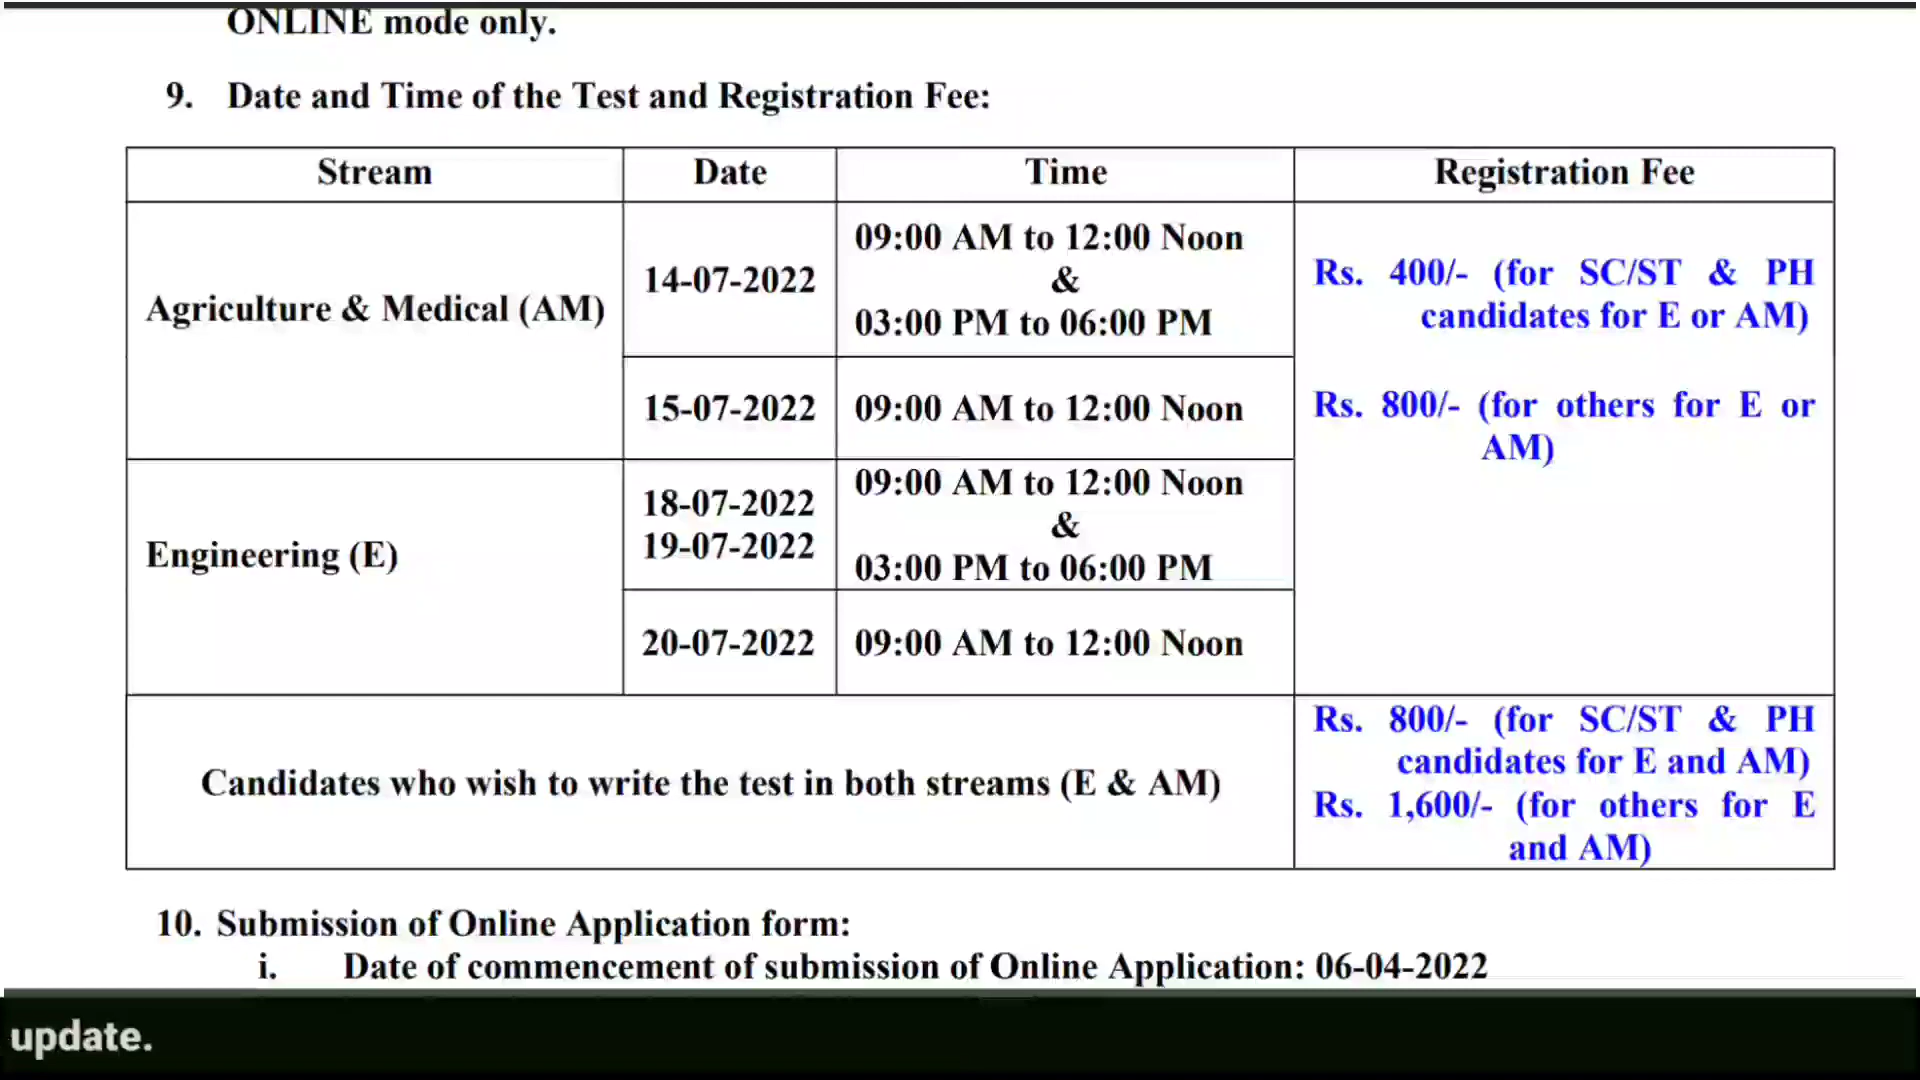 ONLINE mode only.
9. Date and Time of the Test and Registration Fee:
Stream Date Time Registration Fee
Agriculture & Medical (AM)
14-07-2022
09:00 AM to 12:00 Noon
&
03:00 PM to 06:00 PM
15-07-2022
09:00 AM to 12:00 Noon
Rs. 400/- (for SC/ST & PH
candidates for E or AM)
Rs. 800/- (for others for E or
AM)
Engineering (E)
18-07-2022
19-07-2022
09:00 AM to 12:00 Noon
&
03:00 PM to 06:00 PM
20-07-2022
09:00 AM to 12:00 Noon
Candidates who wish to write the test in both streams (E & AM)
Rs. 800/- (for SC/ST & PH
candidates for E and AM)
Rs. 1,600/- (for others for E
and AM)
10. Submission of Online Application form:
i. Date of commencement of submission of Online Application: 06-04-2022
update.